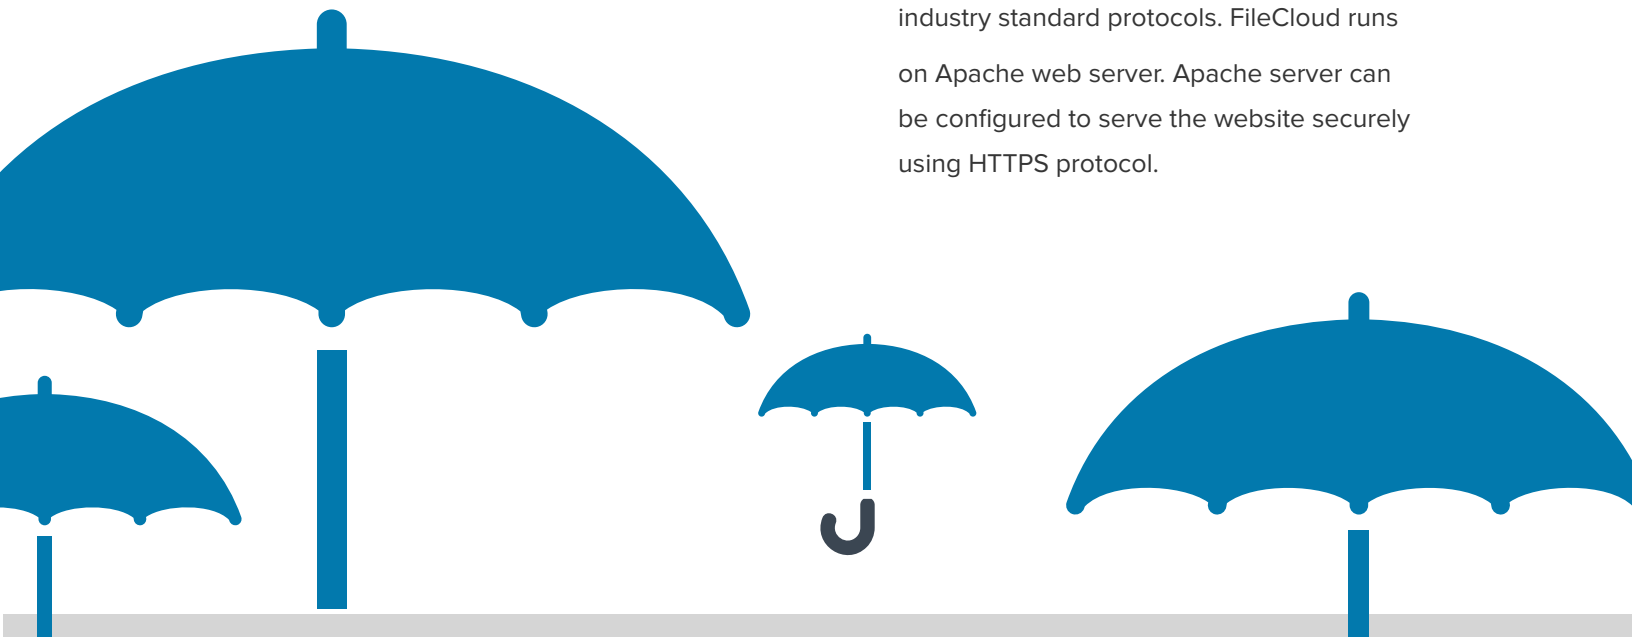 industry standard protocols. FileCloud runs
on Apache web server. Apache server can
be configured to serve the website securely
using HTTPS protocol.